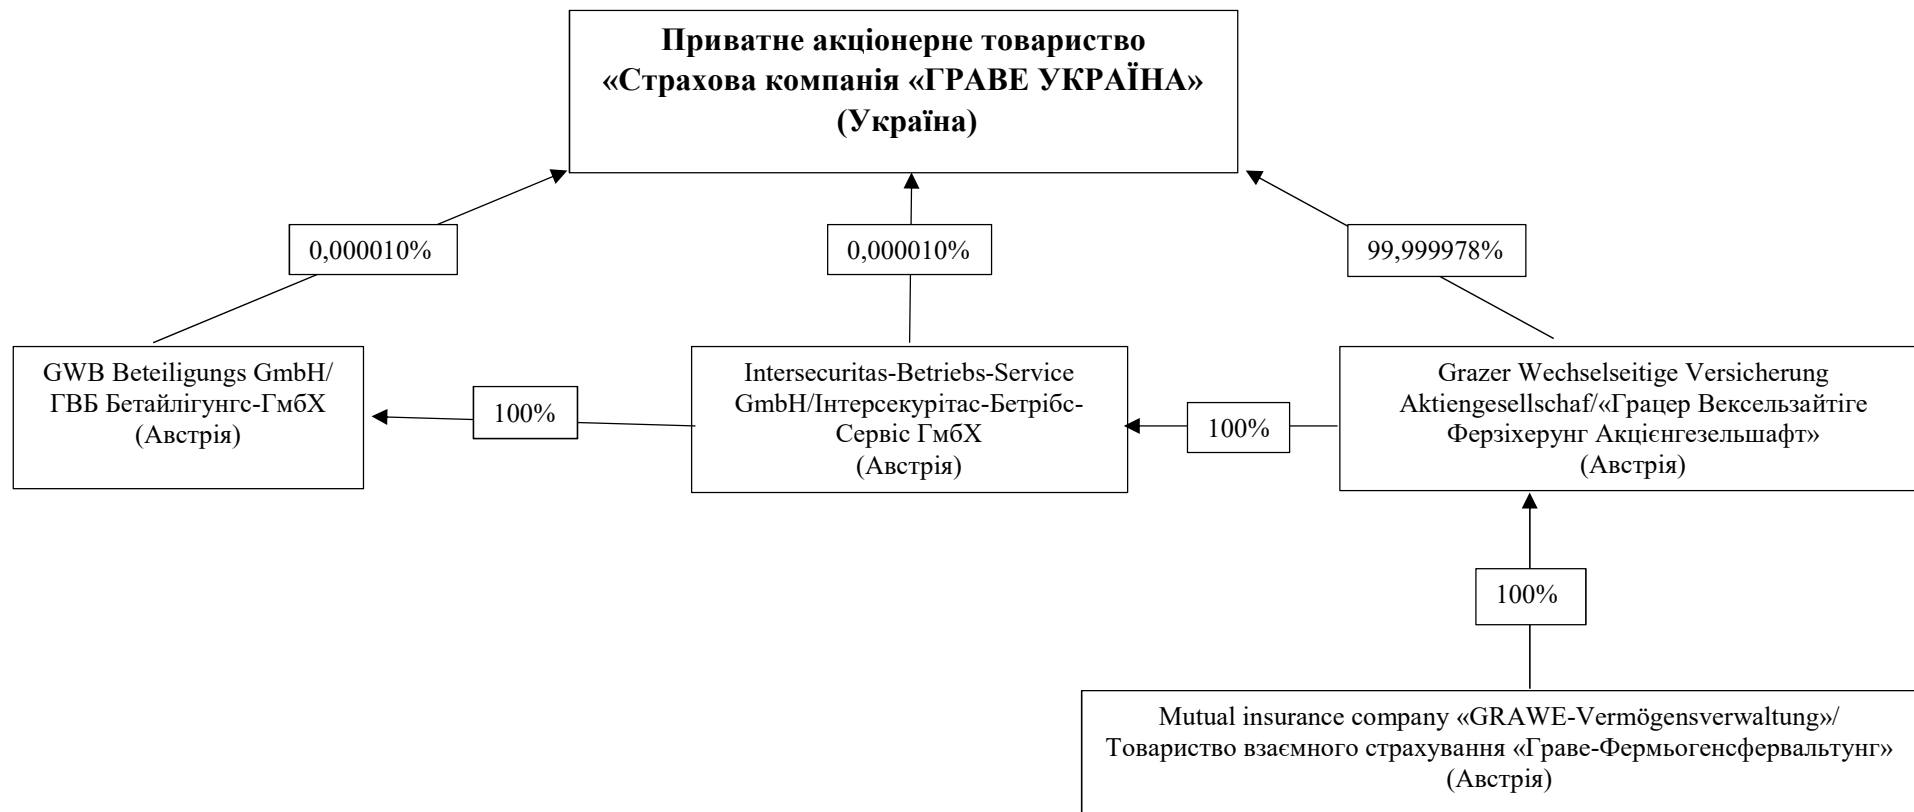 Приватне акціонерне товариство
«Страхова компанія «ГРАВЕ УКРАЇНА»
(Україна)
0,000010%
0,000010%
99,999978%
GWB Beteiligungs GmbH/
ГВБ Бетайлігунгс-ГмбХ
(Австрія)
100%
Intersecuritas-Betriebs-Service
GmbH/Інтерсекурітас-Бетрібс-
Сервіс ГмбХ
(Австрія)
100%
Grazer Wechselseitige Versicherung
Aktiengesellschaf/«Грацер Вексельзайтіге
Ферзіхерунг Акцієнгезельшафт»
(Австрія)
100%
Mutual insurance company «GRAWE-Vermögensverwaltung»/
Товариство взаємного страхування «Граве-Фермьогенсфервальтунг»
(Австрія)